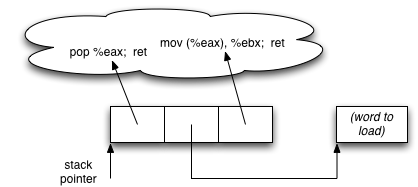 pop %eax;  ret
mov (%eax), %ebx;  ret
(word to
load)
stack
pointer